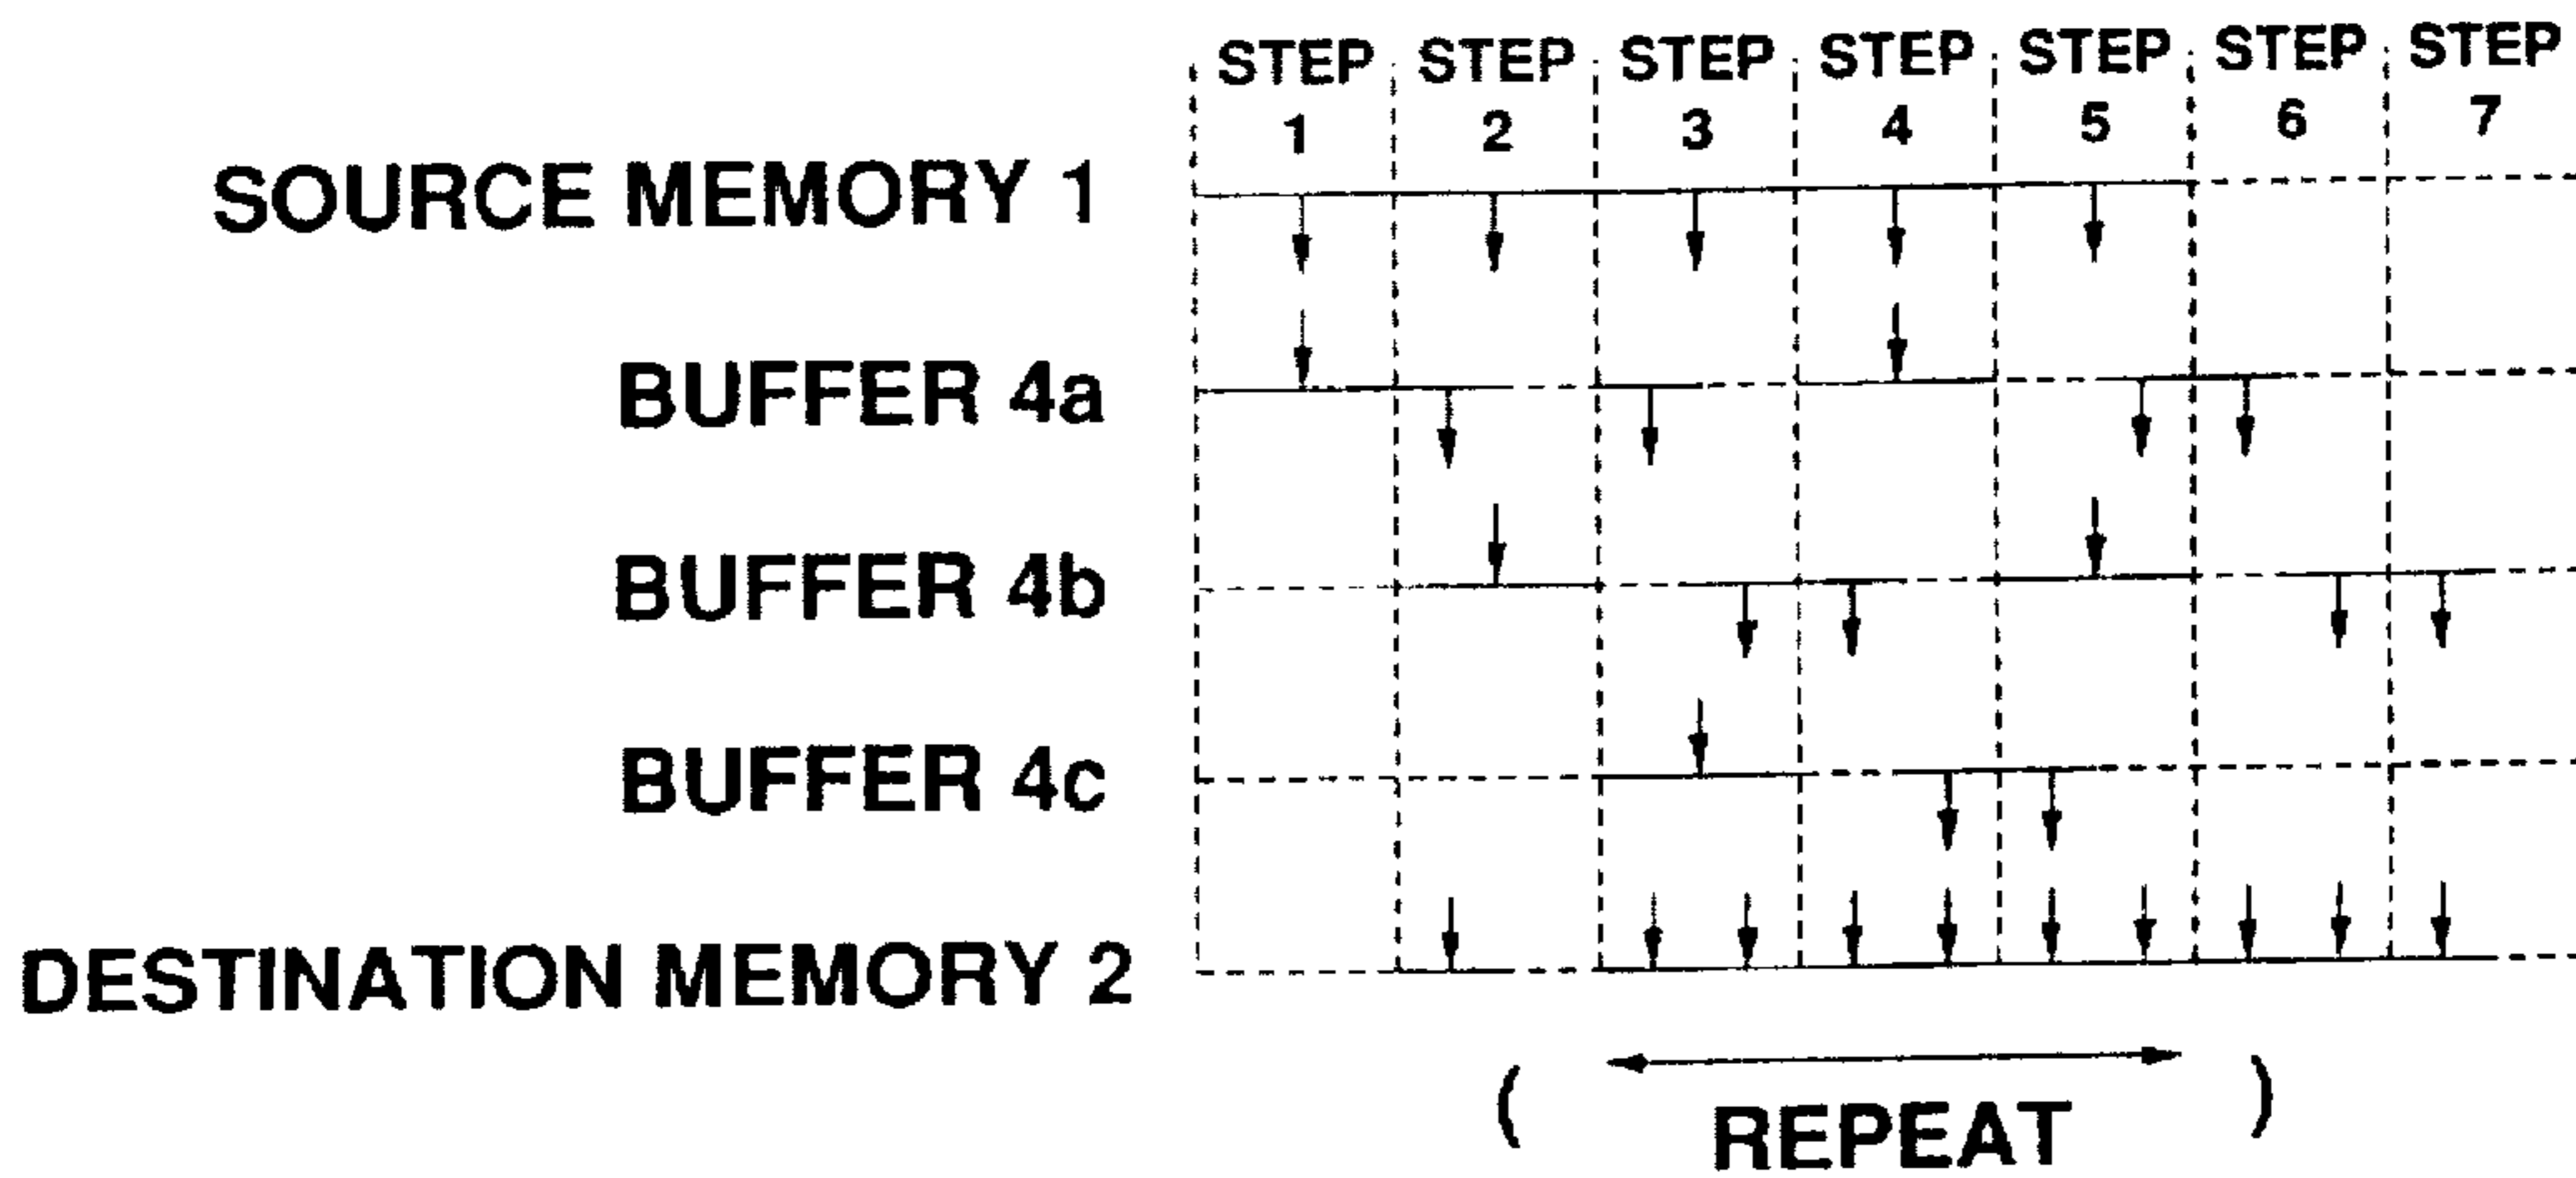 STEP STEP STEP STEP STEP STEP STEP
1 2 3 4 5 6 7
SOURCE MEMORY 1
BUFFER 4a
BUFFER 4b
BUFFER 4c
DESTINATION MEMORY 2
( REPEAT )